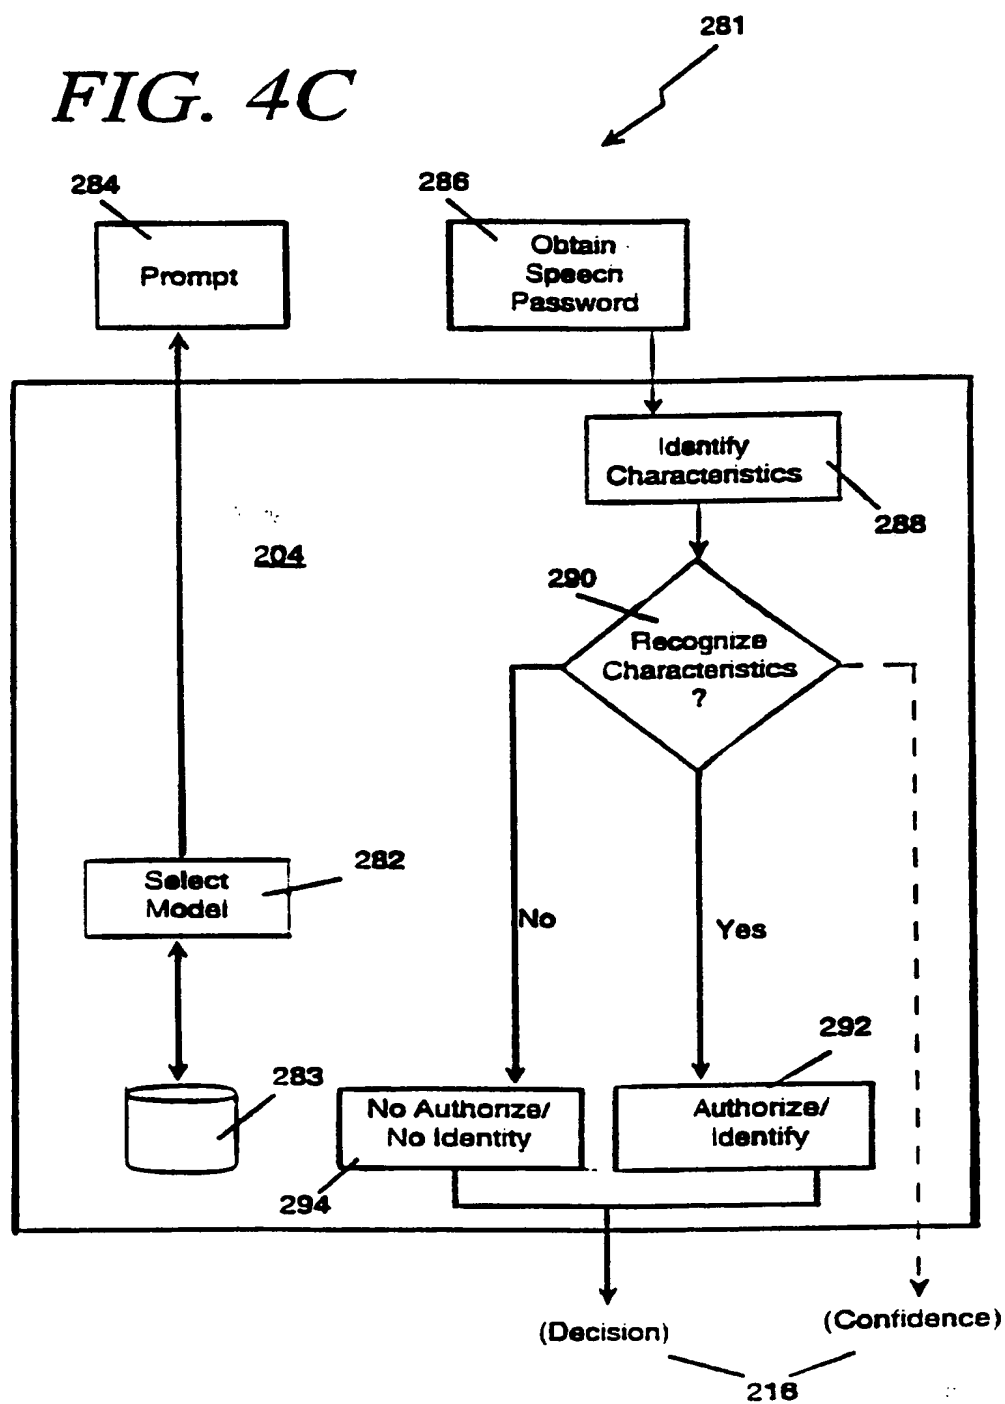 281
FIG. 4C
284
286
Prompt
Obtain
Speech
Password
Identify
Characteristics
288
204
290
Recognize
Characteristics
?
282
Select
Model
No
Yes
292
283
No Authorize/
No Identity
Authorize/
Identify
294
(Decision)
(Confidence)
216